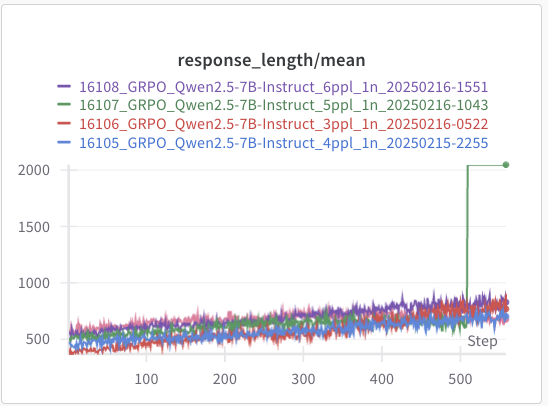 response_length/mean
16108_GRPO_Qwen2.5-7B-Instruct_6ppl_1n_20250216-1551
16107_GRPO_Qwen2.5-7B-Instruct_5ppl_1n_20250216-1043
16106_GRPO_Qwen2.5-7B-Instruct_3ppl_1n_20250216-0522
16105_GRPO_Qwen2.5-7B-Instruct_4ppl_1n_20250215-2255
2000
1500
1000
500
Step
100 200 300 400 500